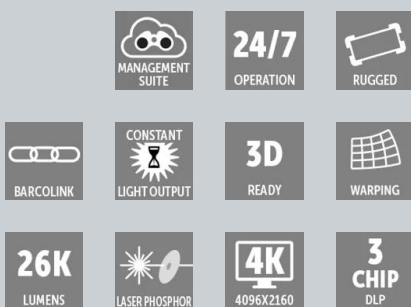 MANAGEMENT
SUITE
24/7
OPERATION
RUGGED
BARCOLINK
CONSTANT
LIGHT OUTPUT
3D
READY
WARPING
26K
LUMENS
LASER PHOSPHOR
4K
4096X2160
3
CHIP
DLP